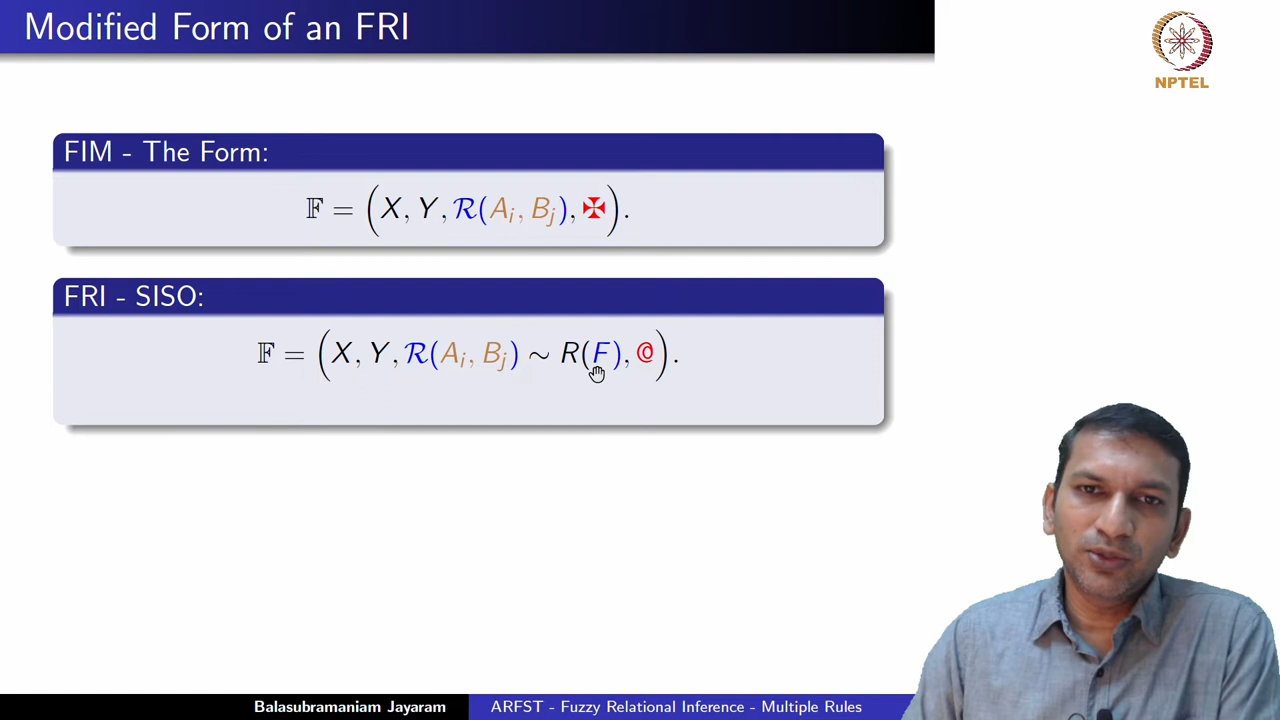 Modified Form of an FRI
NPTEL
FIM - The Form:
𝔽 = (X, Y, ℛ(A_i, B_j), ✠).
FRI - SISO:
𝔽 = (X, Y, ℛ(A_i, B_j) ∼ R(F), @).
Balasubramaniam Jayaram
ARFST - Fuzzy Relational Inference - Multiple Rules